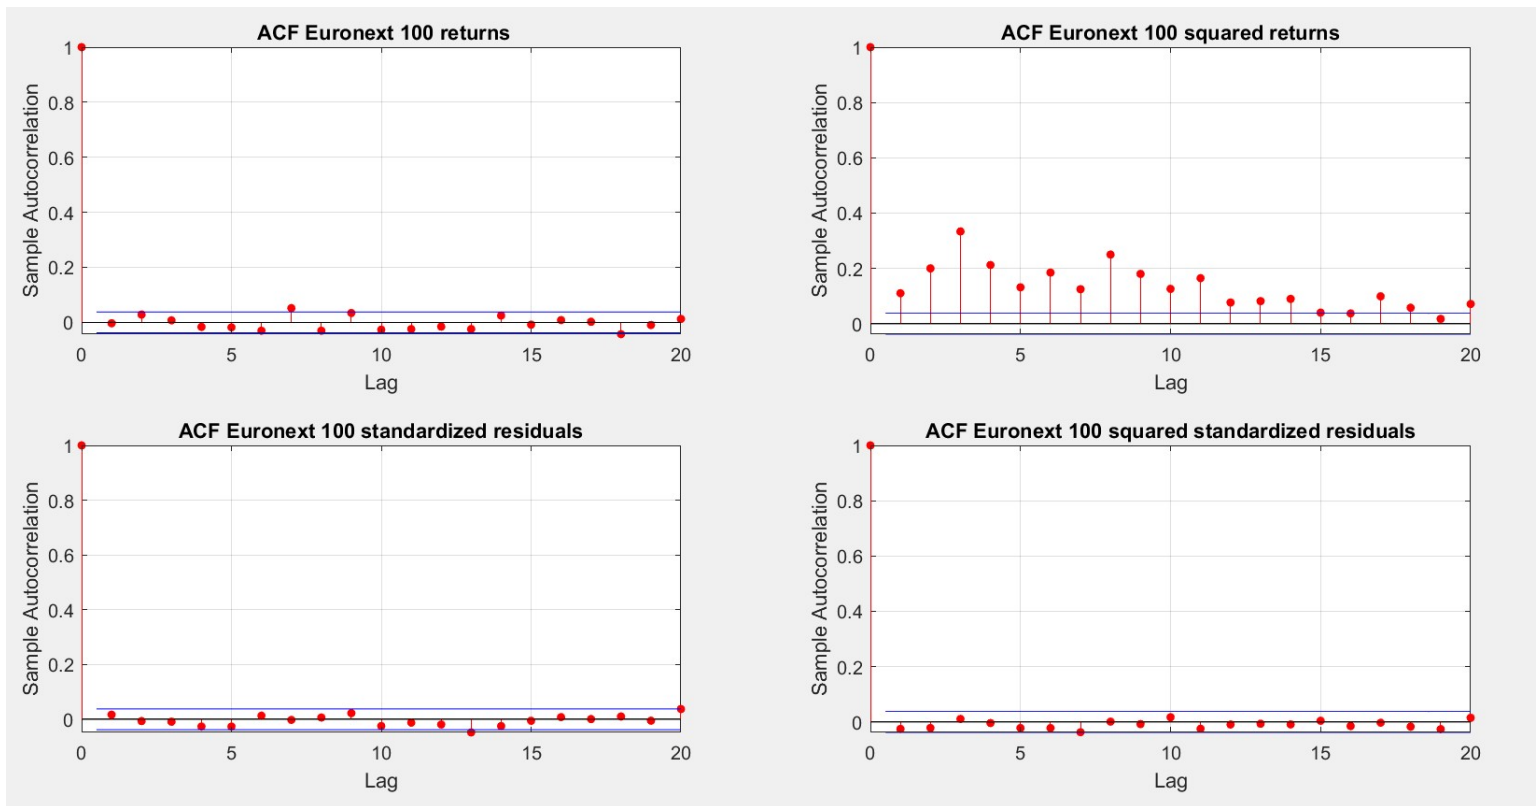 ACF Euronext 100 returns
1
0.8
0.6
0.4
0.2
0
Sample Autocorrelation
0 5 10 15 20
Lag
ACF Euronext 100 squared returns
1
0.8
0.6
0.4
0.2
0
Sample Autocorrelation
0 5 10 15 20
Lag
ACF Euronext 100 standardized residuals
1
0.8
0.6
0.4
0.2
0
Sample Autocorrelation
0 5 10 15 20
Lag
ACF Euronext 100 squared standardized residuals
1
0.8
0.6
0.4
0.2
0
Sample Autocorrelation
0 5 10 15 20
Lag